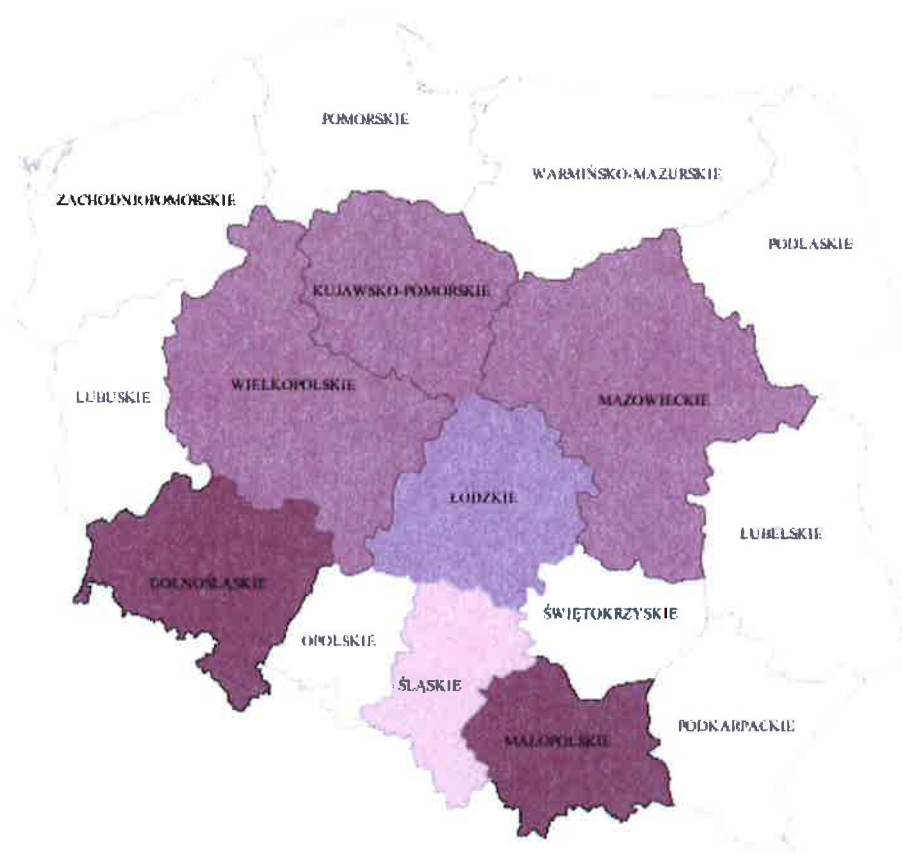 POMORSKIE
WARMIŃSKO-MAZURSKIE
ZACHODNIOPOMORSKIE
PODLASKIE
KUJAWSKO-POMORSKIE
WIELKOPOLSKIE
LUBUSKIE
MAZOWIECKIE
ŁÓDZKIE
LUBELSKIE
DOLNOŚLĄSKIE
ŚWIĘTOKRZYSKIE
OPOLSKIE
ŚLĄSKIE
PODKARPACKIE
MAŁOPOLSKIE